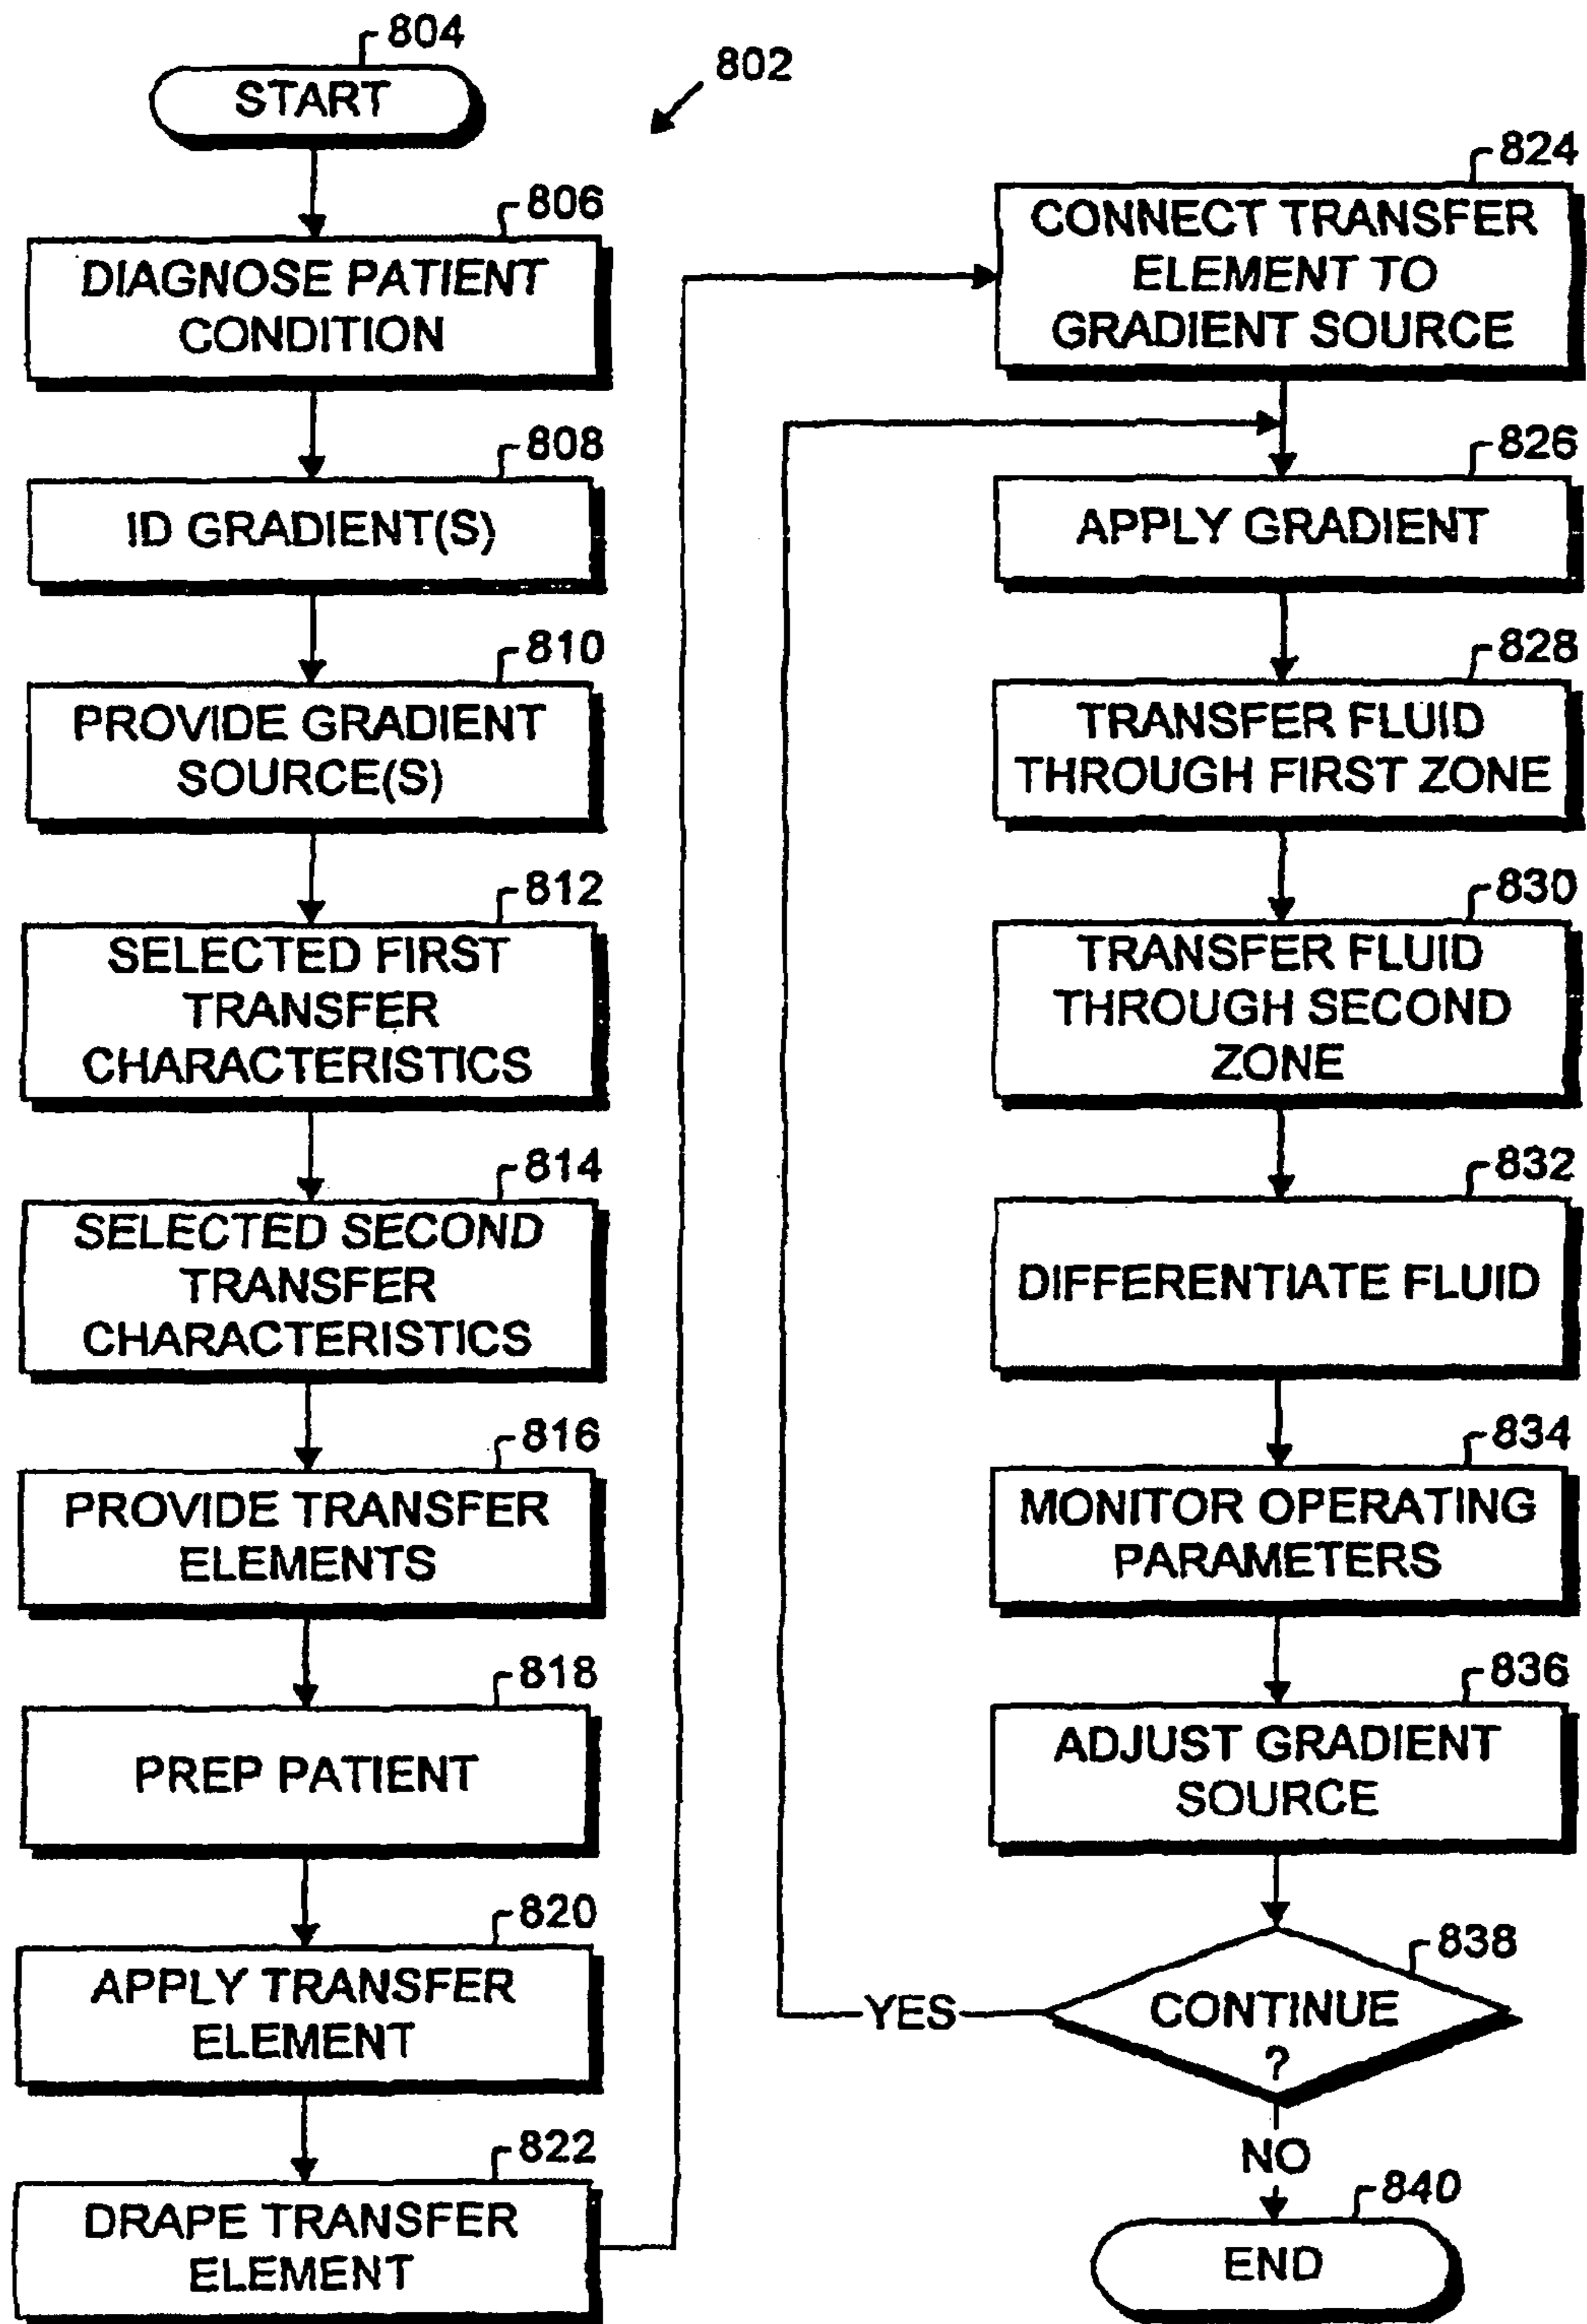 804
START
802
806
DIAGNOSE PATIENT
CONDITION
808
ID GRADIENT(S)
810
PROVIDE GRADIENT
SOURCE(S)
812
SELECTED FIRST
TRANSFER
CHARACTERISTICS
814
SELECTED SECOND
TRANSFER
CHARACTERISTICS
816
PROVIDE TRANSFER
ELEMENTS
818
PREP PATIENT
820
APPLY TRANSFER
ELEMENT
822
DRAPE TRANSFER
ELEMENT
824
CONNECT TRANSFER
ELEMENT TO
GRADIENT SOURCE
826
APPLY GRADIENT
828
TRANSFER FLUID
THROUGH FIRST ZONE
830
TRANSFER FLUID
THROUGH SECOND
ZONE
832
DIFFERENTIATE FLUID
834
MONITOR OPERATING
PARAMETERS
836
ADJUST GRADIENT
SOURCE
838
CONTINUE
?
YES
NO
840
END